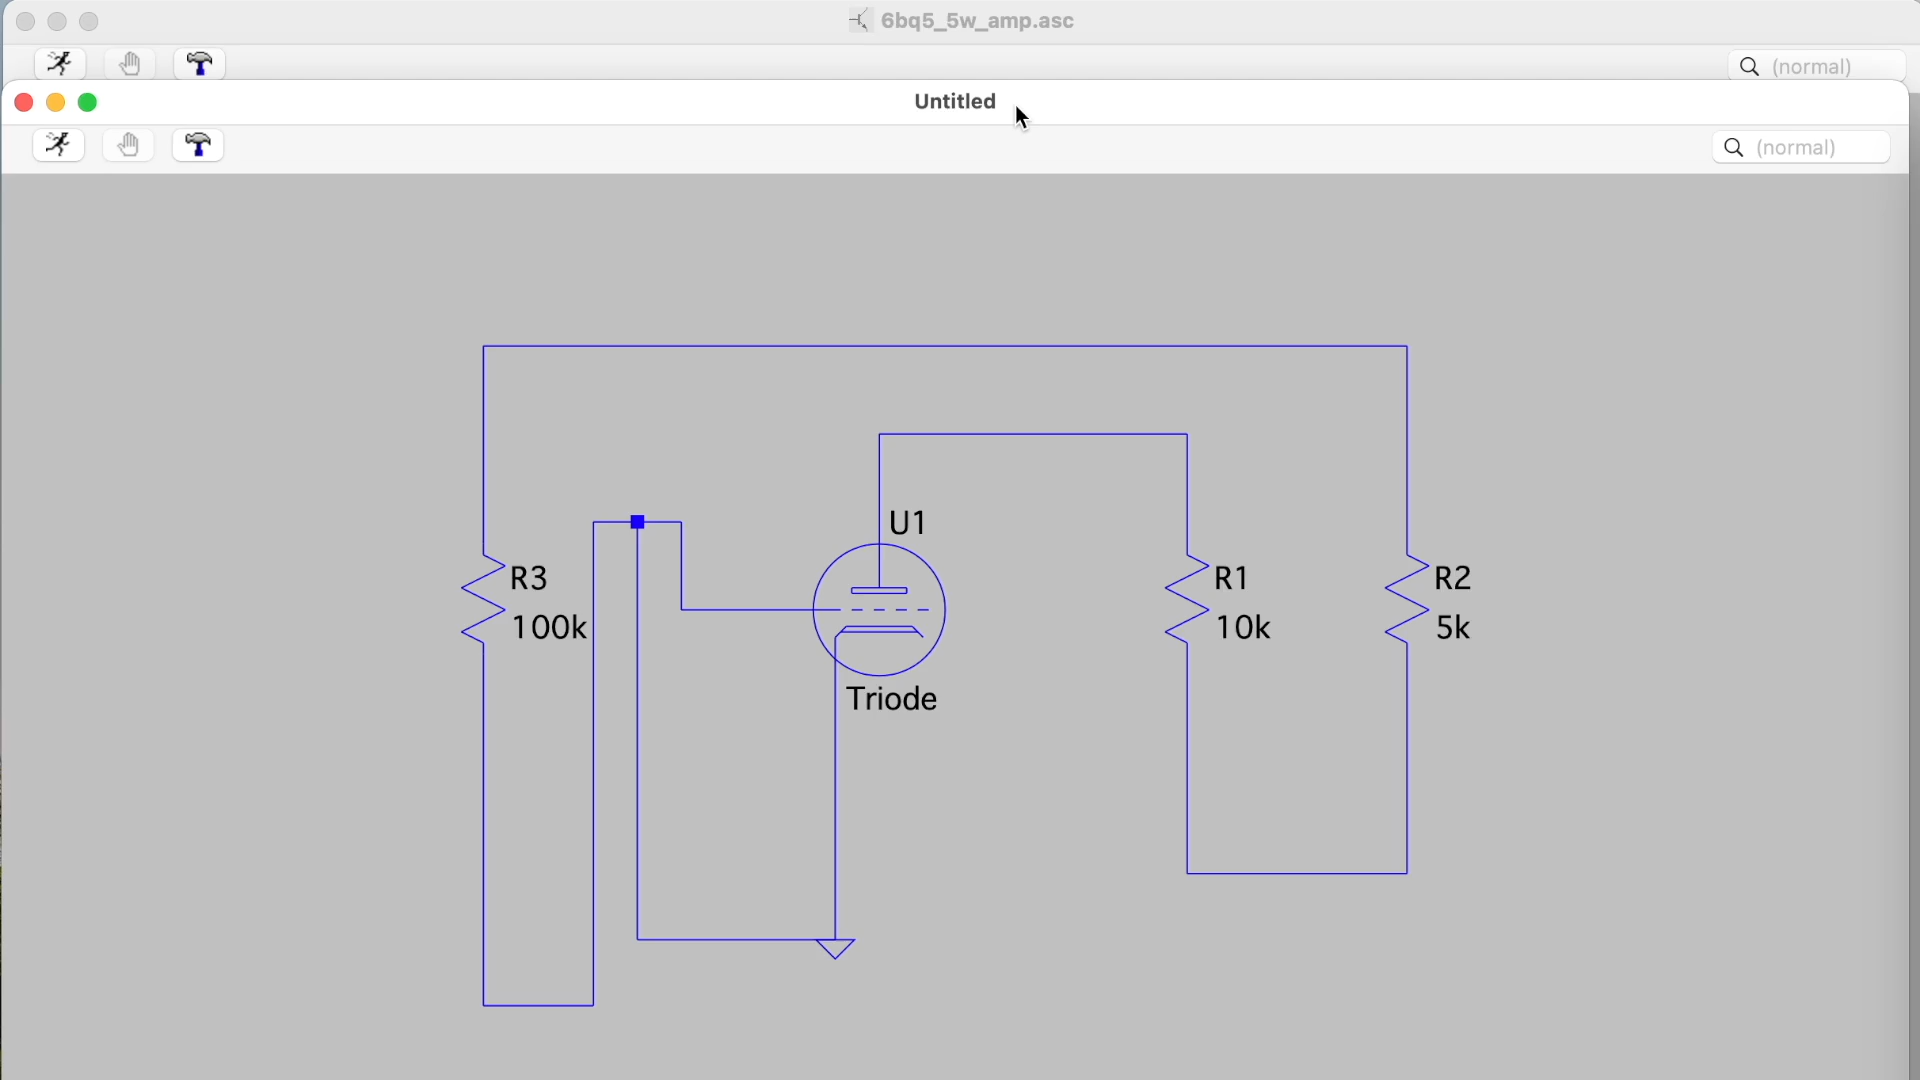 6bq5_5w_amp.asc
(normal)
Untitled
(normal)
U1
R3
100k
R1
10k
R2
5k
Triode